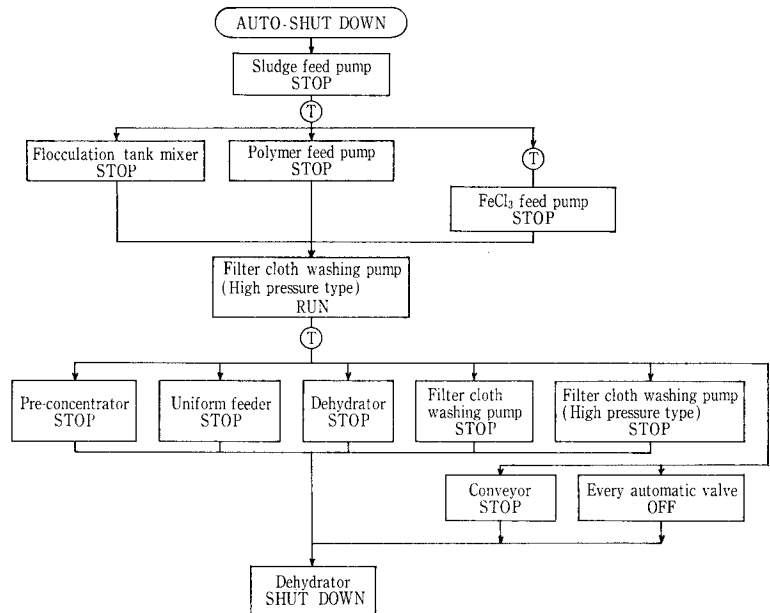 AUTO-SHUT DOWN
Sludge feed pump
STOP
T
Flocculation tank mixer
STOP
Polymer feed pump
STOP
T
FeCl₃ feed pump
STOP
Filter cloth washing pump
(High pressure type)
RUN
T
Pre-concentrator
STOP
Uniform feeder
STOP
Dehydrator
STOP
Filter cloth
washing pump
STOP
Filter cloth washing pump
(High pressure type)
STOP
Conveyor
STOP
Every automatic valve
OFF
Dehydrator
SHUT DOWN